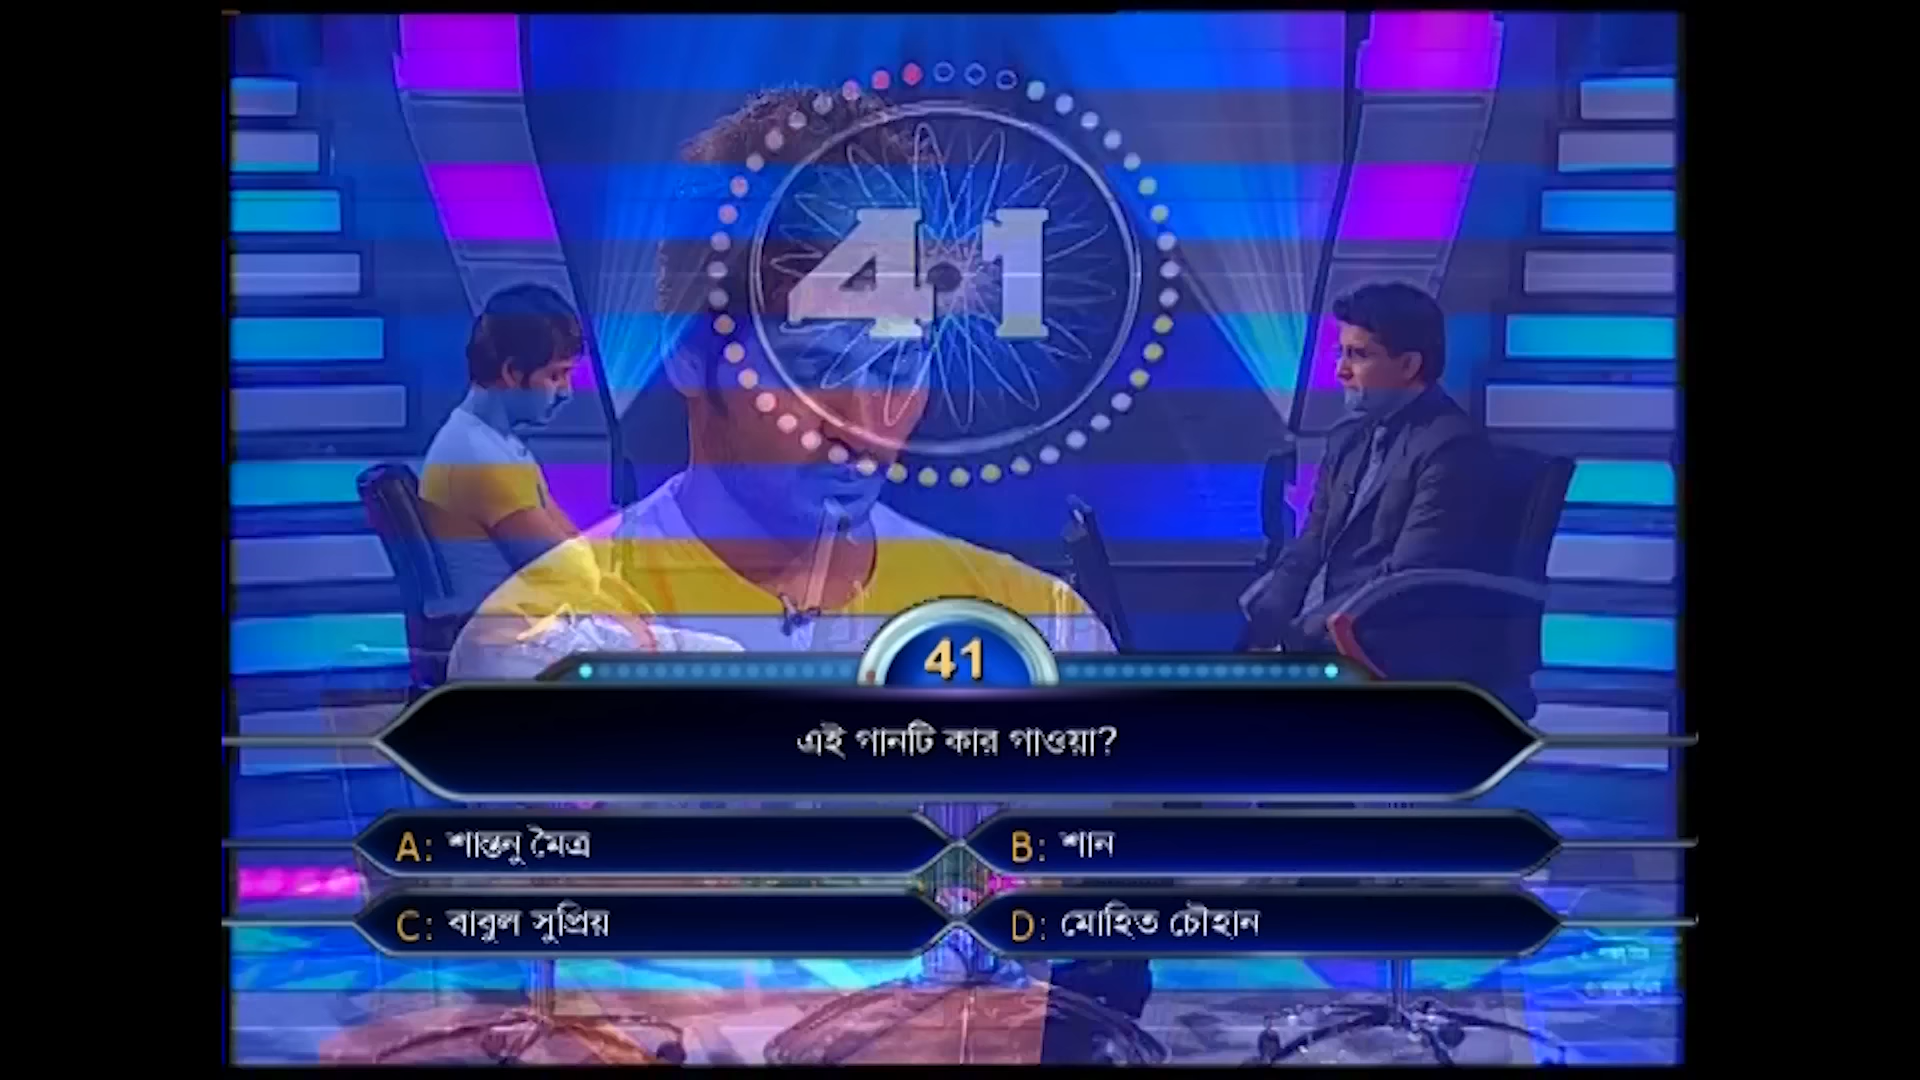 41
41
এই গানটি কার গাওয়া?
A: শান্তনু মৈত্র
B: শান
C: বাবুল সুপ্রিয়
D: মোহিত চৌহান